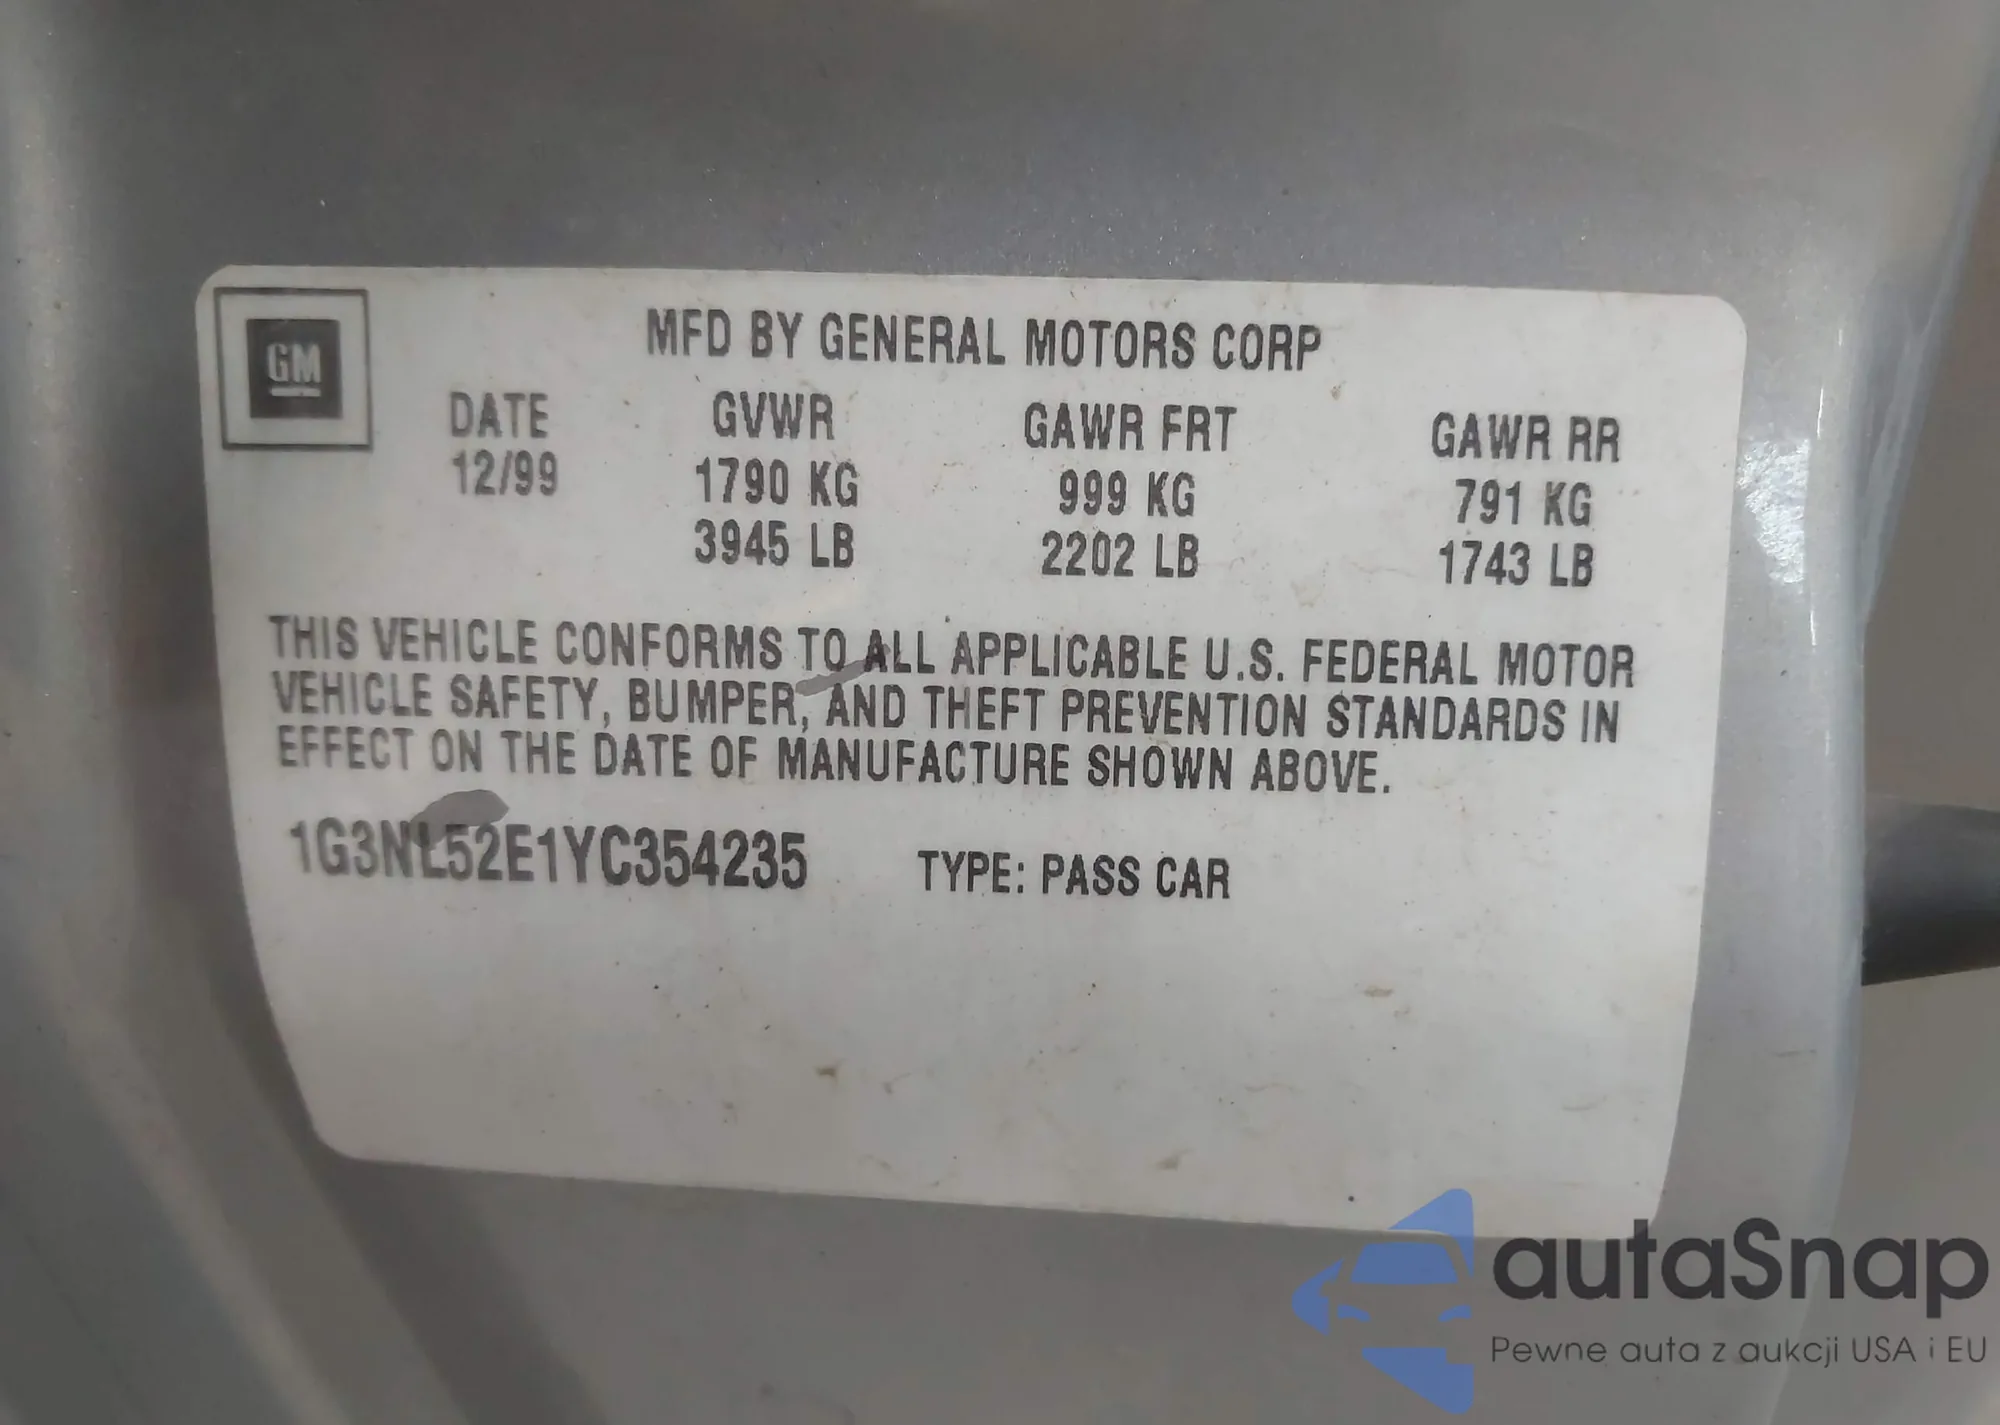 GM
MFD BY GENERAL MOTORS CORP
DATE GVWR GAWR FRT GAWR RR
12/99 1790 KG 999 KG 791 KG
3945 LB 2202 LB 1743 LB
THIS VEHICLE CONFORMS TO ALL APPLICABLE U.S. FEDERAL MOTOR
VEHICLE SAFETY, BUMPER, AND THEFT PREVENTION STANDARDS IN
EFFECT ON THE DATE OF MANUFACTURE SHOWN ABOVE.
1G3NL52E1YC354235 TYPE: PASS CAR
autaSnap
Pewne auta z aukcji USA i EU